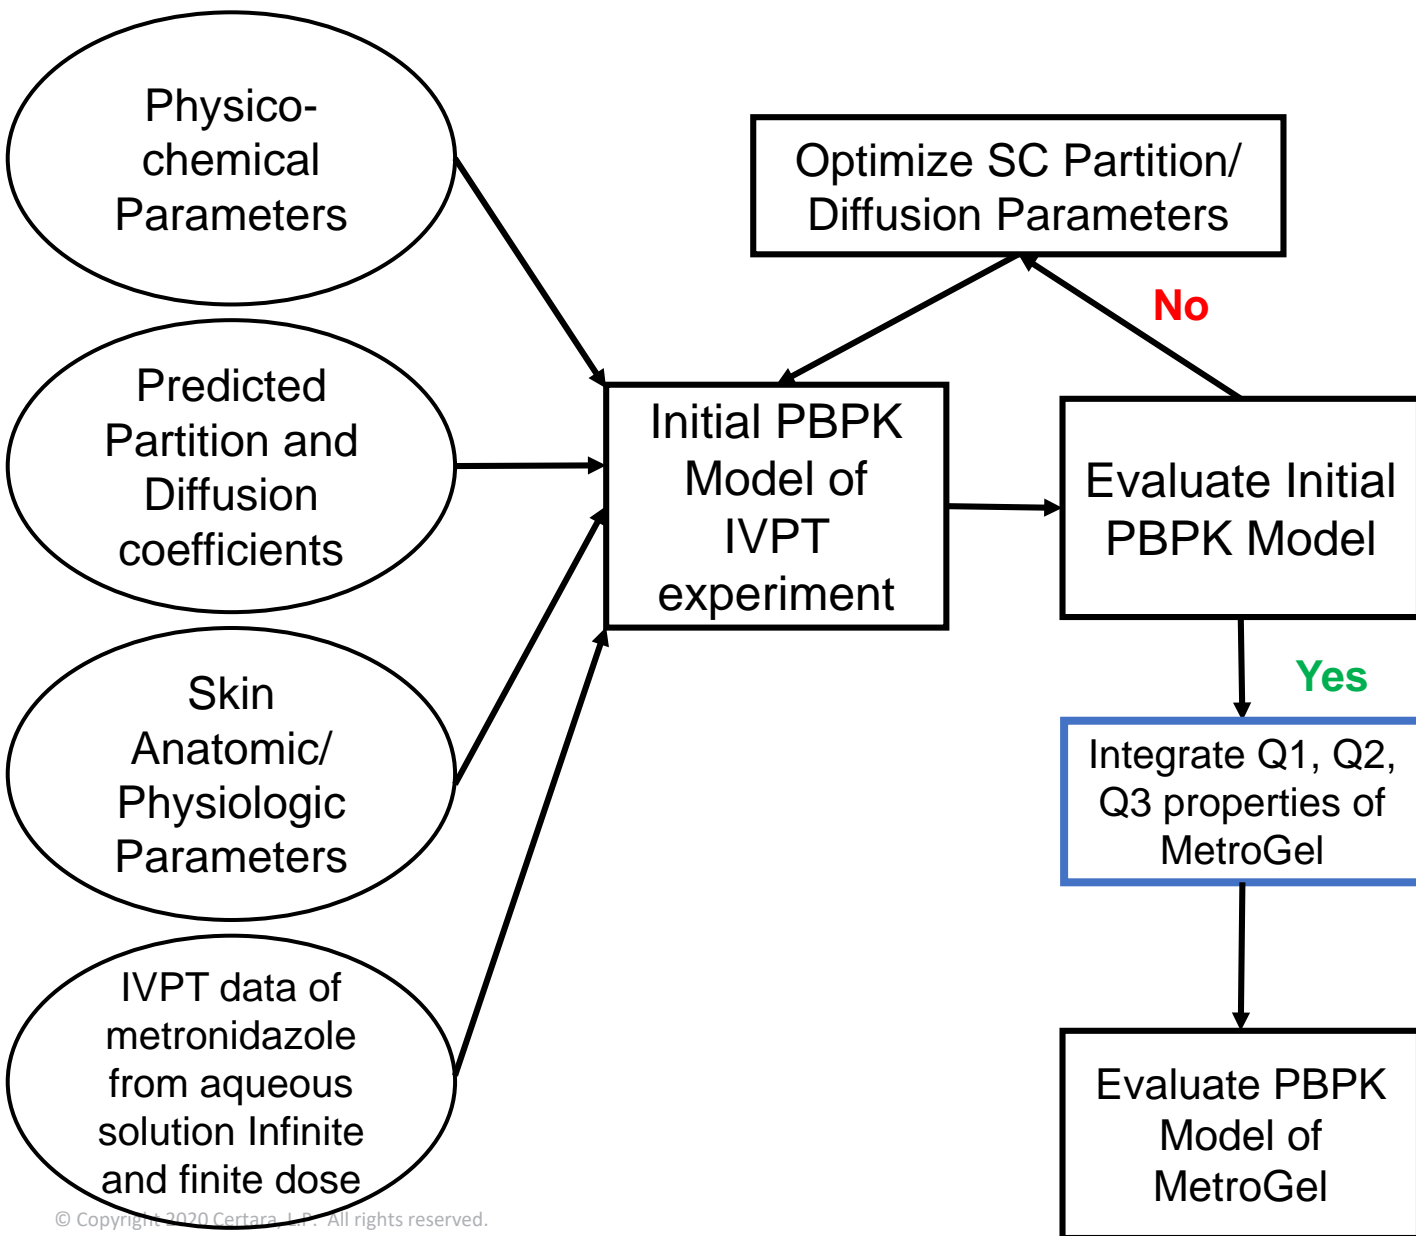 Physico-
chemical
Parameters
Predicted
Partition and
Diffusion
coefficients
Skin
Anatomic/
Physiologic
Parameters
IVPT data of
metronidazole
from aqueous
solution Infinite
and finite dose
Initial PBPK
Model of
IVPT
experiment
Optimize SC Partition/
Diffusion Parameters
No
Evaluate Initial
PBPK Model
Yes
Integrate Q1, Q2,
Q3 properties of
MetroGel
Evaluate PBPK
Model of
MetroGel
© Copyright 2020 Certara, L.P. All rights reserved.